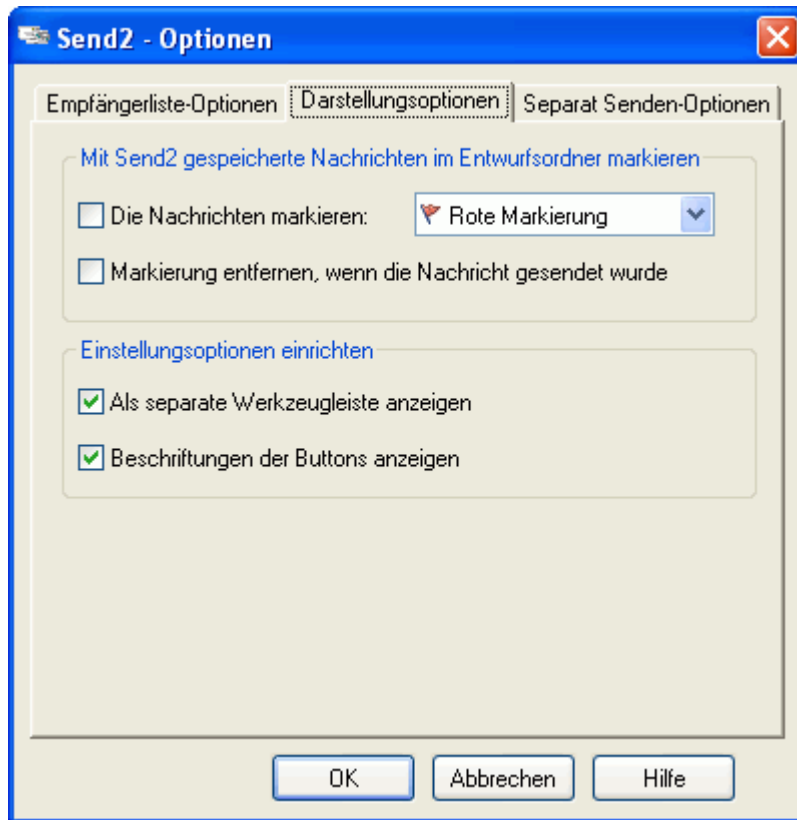 Send2 - Optionen
Empfängerliste-Optionen Darstellungsoptionen Separat Senden-Optionen
Mit Send2 gespeicherte Nachrichten im Entwurfsordner markieren
Die Nachrichten markieren: Rote Markierung
Markierung entfernen, wenn die Nachricht gesendet wurde
Einstellungsoptionen einrichten
Als separate Werkzeugleiste anzeigen
Beschriftungen der Buttons anzeigen
OK Abbrechen Hilfe